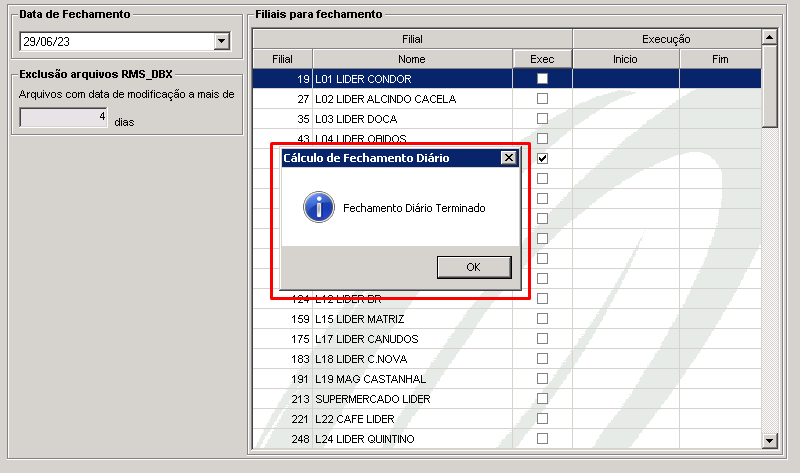 Data de Fechamento
29/06/23
Exclusão arquivos RMS_DBX
Arquivos com data de modificação a mais de
4 dias
Filiais para fechamento
Filial Execução
Filial Nome Exec Inicio Fim
19 L01 LIDER CONDOR
27 L02 LIDER ALCINDO CACELA
35 L03 LIDER DOCA
43 L04 LIDER OBIDOS
Cálculo de Fechamento Diário
Fechamento Diário Terminado
OK
124 L12 LIDER BR
159 L15 LIDER MATRIZ
175 L17 LIDER CANUDOS
183 L18 LIDER C.NOVA
191 L19 MAG CASTANHAL
213 SUPERMERCADO LIDER
221 L22 CAFE LIDER
248 L24 LIDER QUINTINO